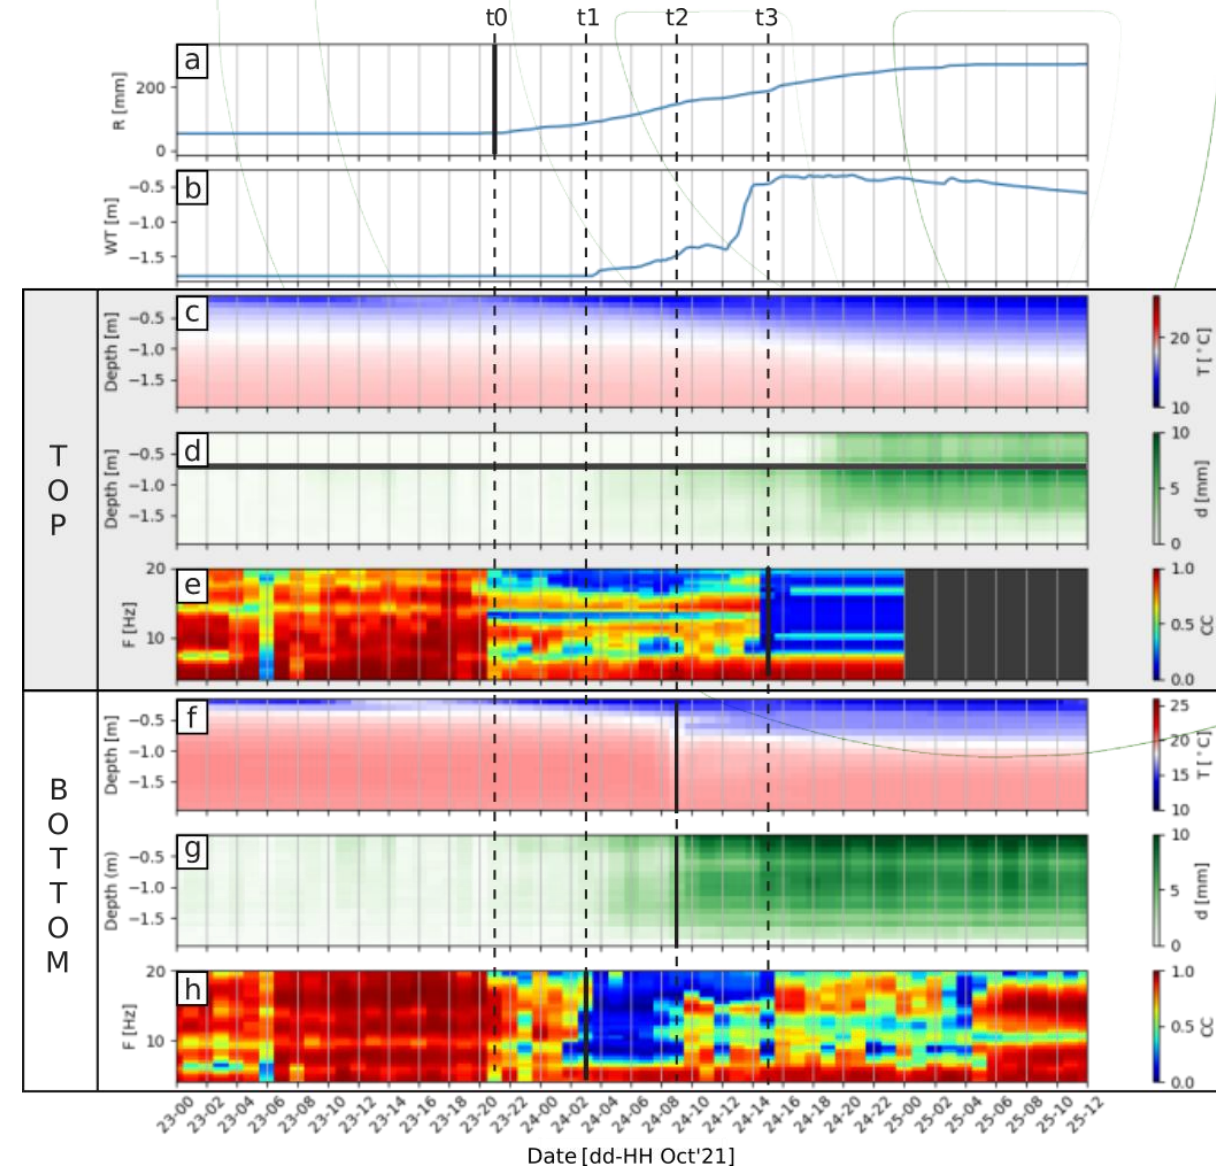 t0 t1 t2 t3
a
R [mm]
200
0
b
WT [m]
−0.5
−1.0
−1.5
TOP
c
Depth [m]
−0.5
−1.0
−1.5
T [°C]
20
10
d
Depth [m]
−0.5
−1.0
−1.5
d [mm]
10
5
0
e
F [Hz]
20
10
CC
1.0
0.5
0.0
BOTTOM
f
Depth [m]
−0.5
−1.0
−1.5
T [°C]
25
20
15
10
g
Depth (m)
−0.5
−1.0
−1.5
d [mm]
10
5
0
h
F [Hz]
20
10
CC
1.0
0.5
0.0
23-00 23-02 23-04 23-06 23-08 23-10 23-12 23-14 23-16 23-18 23-20 23-22 24-00 24-02 24-04 24-06 24-08 24-10 24-12 24-14 24-16 24-18 24-20 24-22 25-00 25-02 25-04 25-06 25-08 25-10 25-12
Date [dd-HH Oct'21]